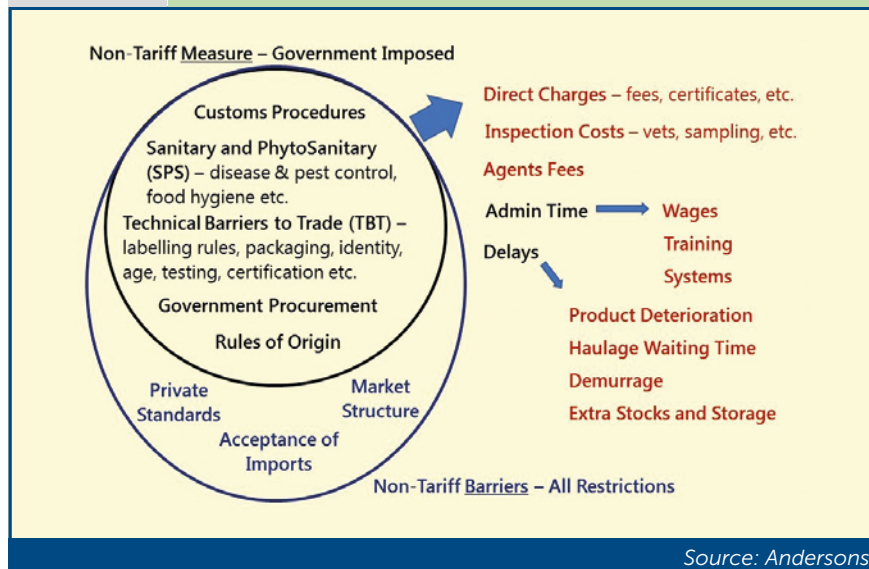 Non-Tariff Measure – Government Imposed
Customs Procedures
Sanitary and PhytoSanitary
(SPS) – disease & pest control,
food hygiene etc.
Technical Barriers to Trade (TBT) –
labelling rules, packaging, identity,
age, testing, certification etc.
Government Procurement
Rules of Origin
Private
Standards
Market
Structure
Acceptance of
Imports
Non-Tariff Barriers – All Restrictions
Direct Charges – fees, certificates, etc.
Inspection Costs – vets, sampling, etc.
Agents Fees
Admin Time
Wages
Training
Systems
Delays
Product Deterioration
Haulage Waiting Time
Demurrage
Extra Stocks and Storage
Source: Andersons